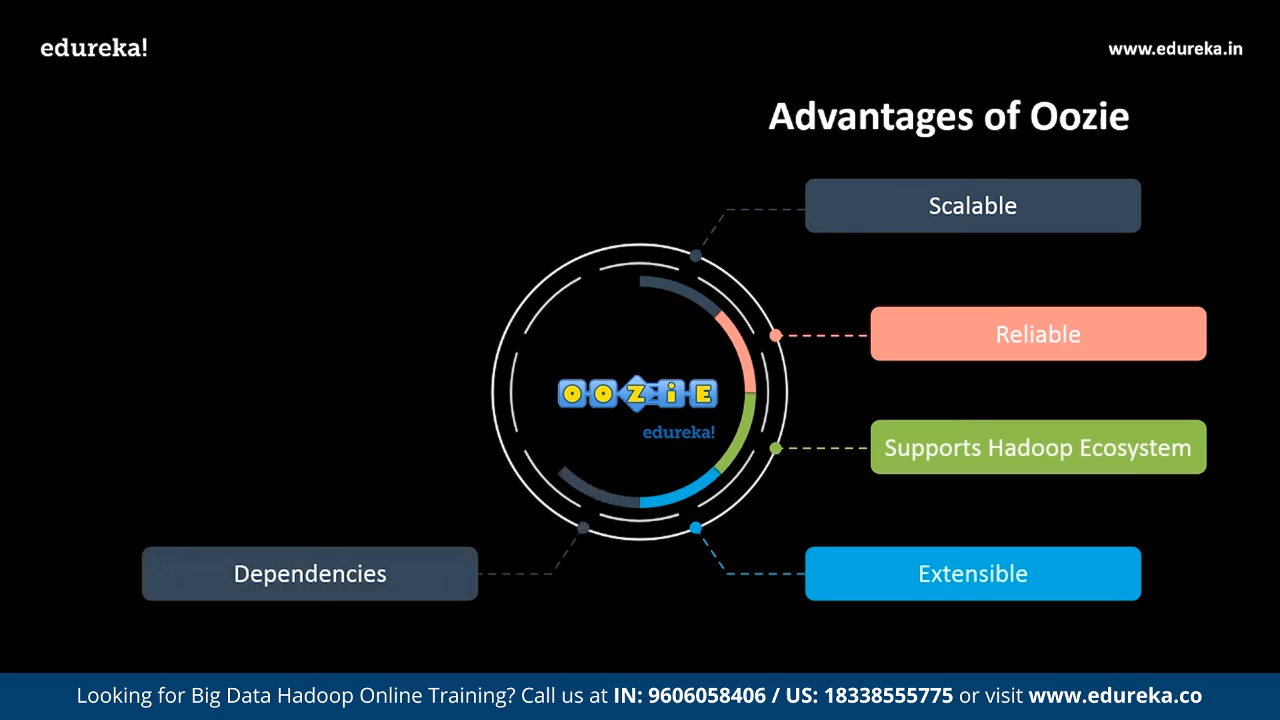 edureka!
www.edureka.in
Advantages of Oozie
Scalable
Reliable
OOZiE
edureka!
Supports Hadoop Ecosystem
Dependencies
Extensible
Looking for Big Data Hadoop Online Training? Call us at IN: 9606058406 / US: 18338555775 or visit www.edureka.co